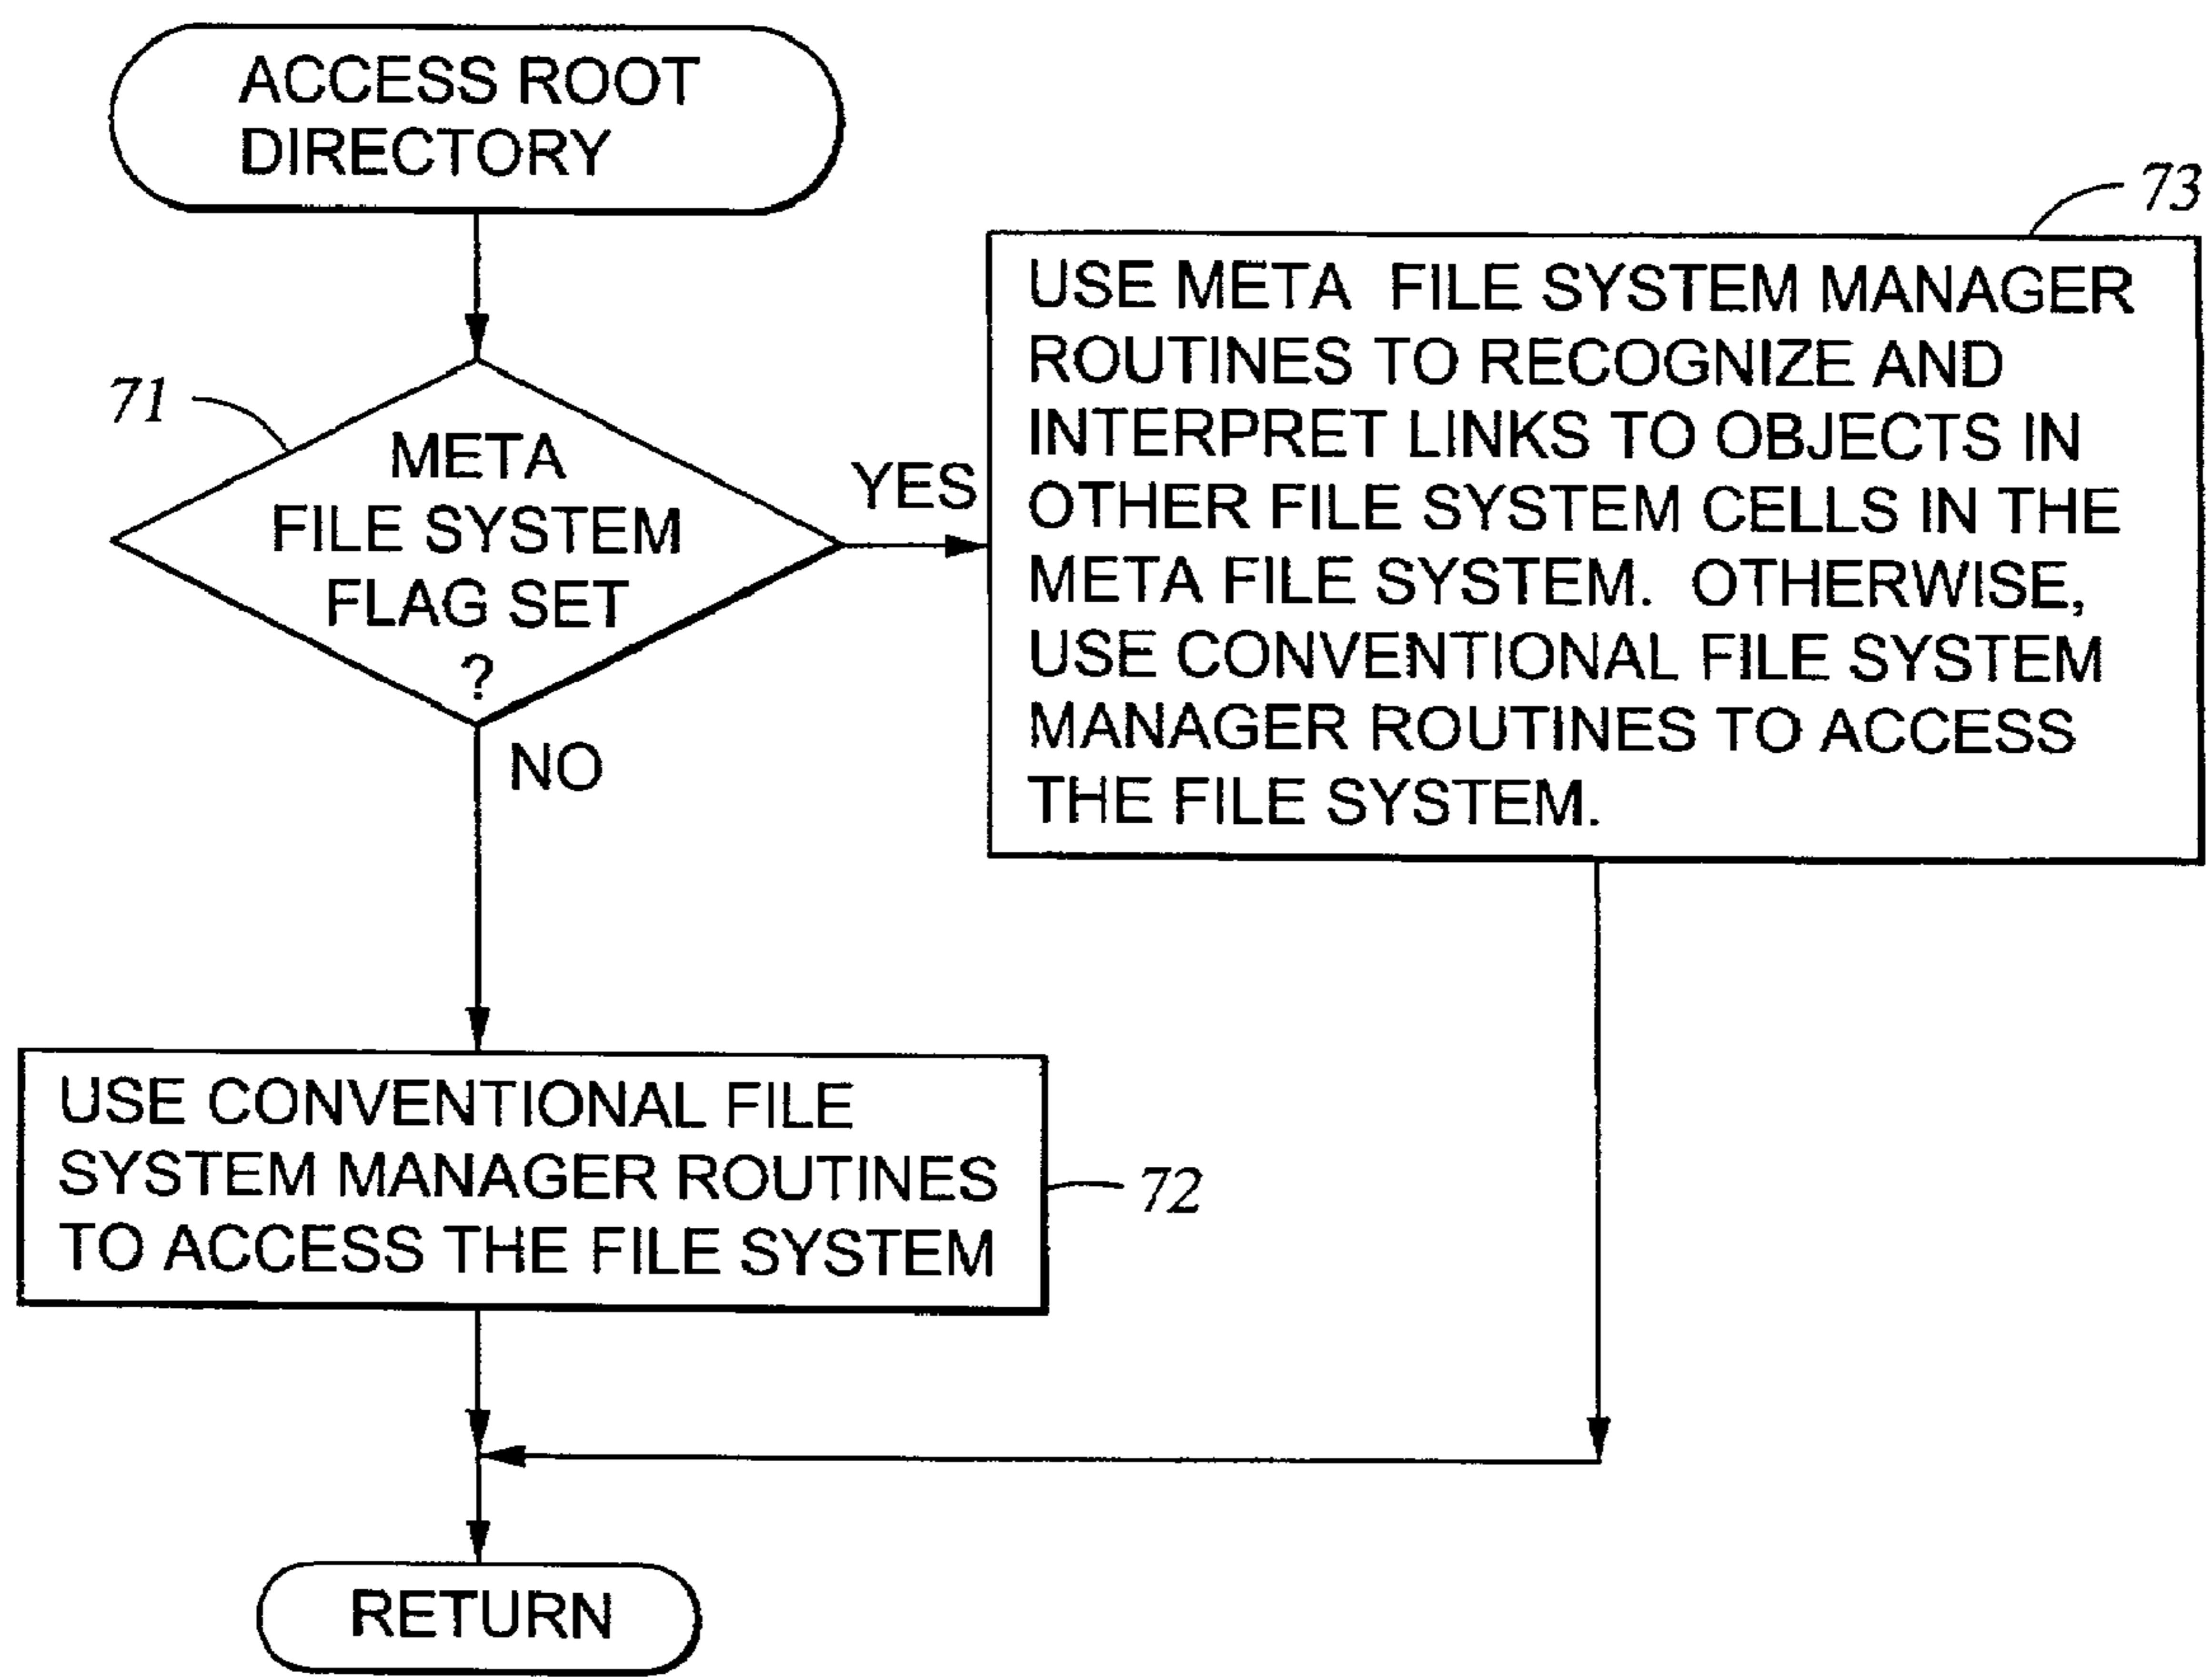 ACCESS ROOT
DIRECTORY
71
META
FILE SYSTEM
FLAG SET
?
YES
NO
73
USE META FILE SYSTEM MANAGER
ROUTINES TO RECOGNIZE AND
INTERPRET LINKS TO OBJECTS IN
OTHER FILE SYSTEM CELLS IN THE
META FILE SYSTEM. OTHERWISE,
USE CONVENTIONAL FILE SYSTEM
MANAGER ROUTINES TO ACCESS
THE FILE SYSTEM.
USE CONVENTIONAL FILE
SYSTEM MANAGER ROUTINES
TO ACCESS THE FILE SYSTEM
72
RETURN